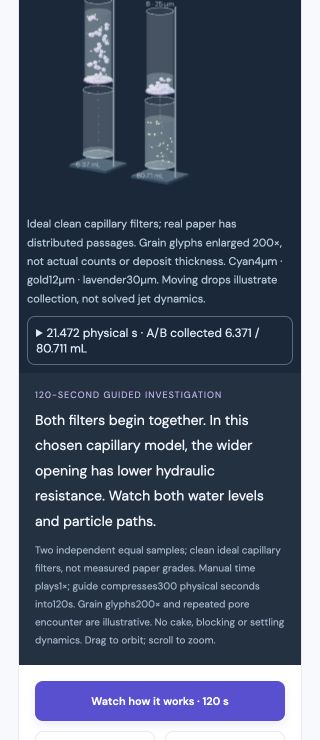 B 25µm
6.37 mL
80.71 mL
Ideal clean capillary filters; real paper has
distributed passages. Grain glyphs enlarged 200×,
not actual counts or deposit thickness. Cyan4µm ·
gold12µm · lavender30µm. Moving drops illustrate
collection, not solved jet dynamics.
▶ 21.472 physical s · A/B collected 6.371 /
80.711 mL
120-SECOND GUIDED INVESTIGATION
Both filters begin together. In this
chosen capillary model, the wider
opening has lower hydraulic
resistance. Watch both water levels
and particle paths.
Two independent equal samples; clean ideal capillary
filters, not measured paper grades. Manual time
plays1×; guide compresses300 physical seconds
into120s. Grain glyphs200× and repeated pore
encounter are illustrative. No cake, blocking or settling
dynamics. Drag to orbit; scroll to zoom.
Watch how it works · 120 s